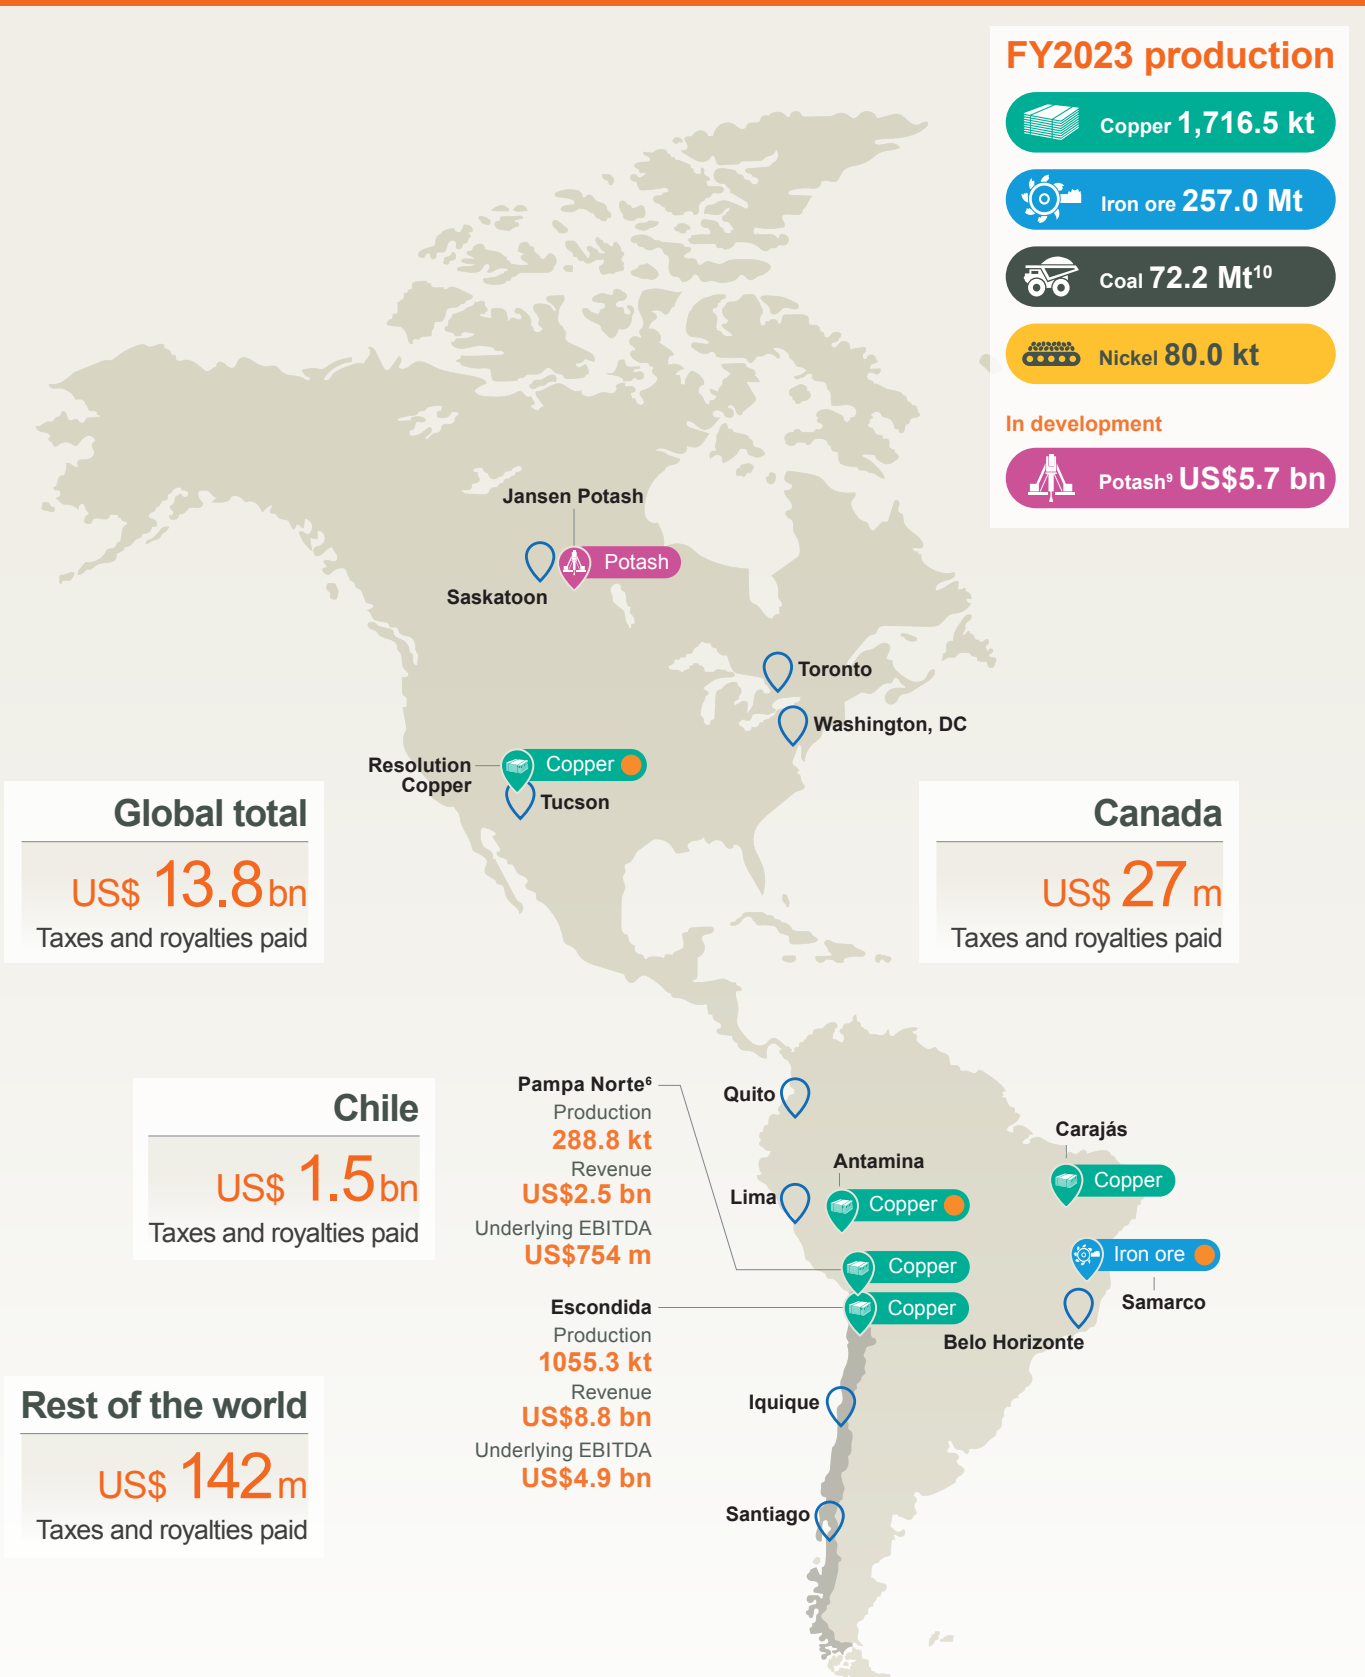 FY2023 production
Copper 1,716.5 kt
Iron ore 257.0 Mt
Coal 72.2 Mt¹⁰
Nickel 80.0 kt
In development
Potash⁹ US$5.7 bn
Jansen Potash
Potash
Saskatoon
Toronto
Washington, DC
Resolution
Copper
Copper
Tucson
Global total
US$ 13.8 bn
Taxes and royalties paid
Canada
US$ 27 m
Taxes and royalties paid
Chile
US$ 1.5 bn
Taxes and royalties paid
Pampa Norte⁶
Production
288.8 kt
Revenue
US$2.5 bn
Underlying EBITDA
US$754 m
Escondida
Production
1055.3 kt
Revenue
US$8.8 bn
Underlying EBITDA
US$4.9 bn
Quito
Carajás
Copper
Antamina
Copper
Lima
Copper
Copper
Iron ore
Samarco
Belo Horizonte
Iquique
Santiago
Rest of the world
US$ 142 m
Taxes and royalties paid